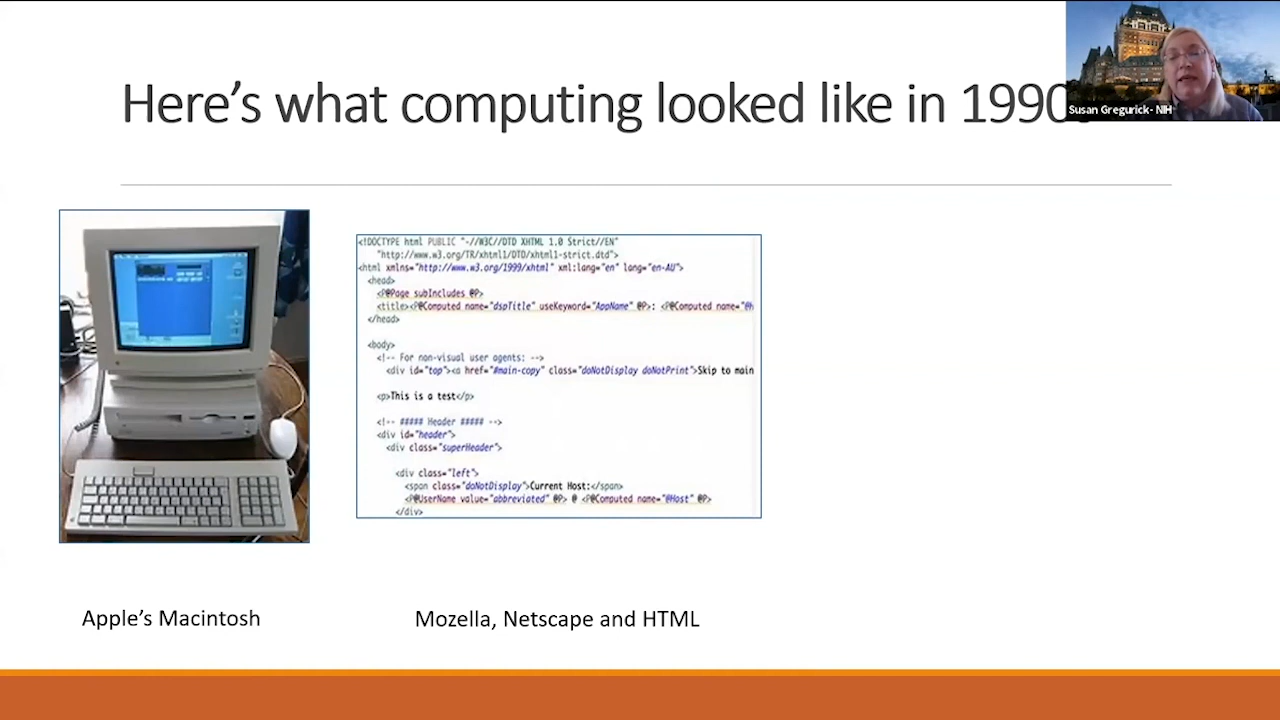 Here's what computing looked like in 1990
Susan Gregurick- NIH
<!DOCTYPE html PUBLIC "-//W3C//DTD XHTML 1.0 Strict//EN"
"http://www.w3.org/TR/xhtml1/DTD/xhtml1-strict.dtd">
<html xmlns="http://www.w3.org/1999/xhtml" xml:lang="en" lang="en-AU">
<head>
<P@Page subIncludes @P>
<title><P@Computed name="dspTitle" useKeyword="AppName" @P>: <P@Computed name="@h
</head>
<body>
<!-- For non-visual user agents: -->
<div id="top"><a href="#main-copy" class="doNotDisplay doNotPrint">Skip to main
<p>This is a test</p>
<!-- ##### Header ##### -->
<div id="header">
<div class="superHeader">
<div class="left">
<span class="doNotDisplay">Current Host:</span>
<P@UserName value="abbreviated" @P> @ <P@Computed name="@Host" @P>
</div>
Apple's Macintosh
Mozella, Netscape and HTML